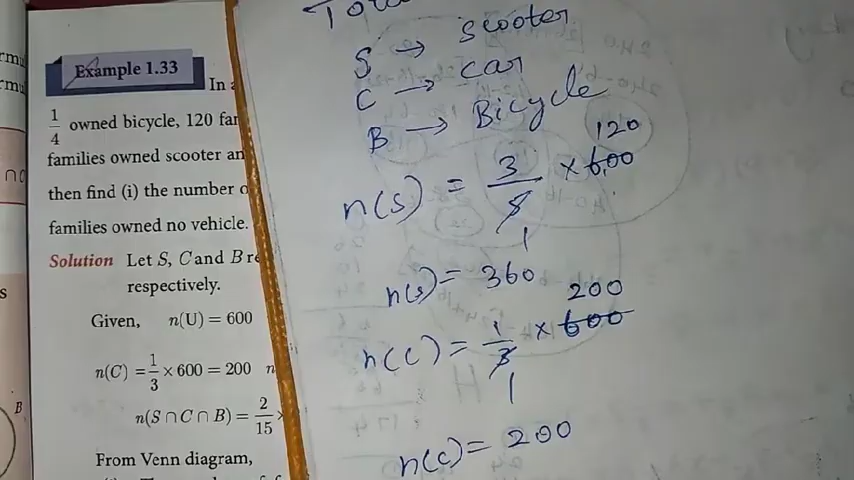 Example 1.33
In a
1/4 owned bicycle, 120
families owned scooter
then find (i) the number
families owned no vehicle.
Solution Let S, C and B
respectively.
Given, n(U) = 600
n(C) = 1/3 × 600 = 200 n
n(S ∩ C ∩ B) = 2/15 ×
From Venn diagram,
B
S → scooter
C → car
B → Bicycle
120
n(S) = 3/5 × 600
1
n(s) = 360
200
n(C) = 1/3 × 600
1
n(c) = 200